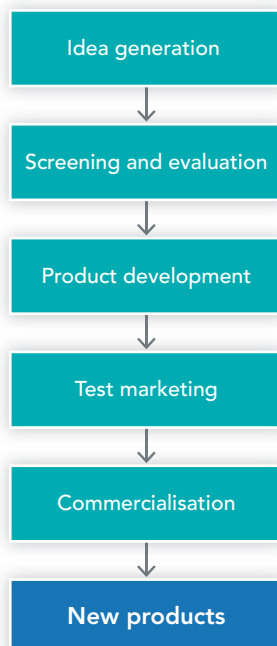 Idea generation
Screening and evaluation
Product development
Test marketing
Commercialisation
New products